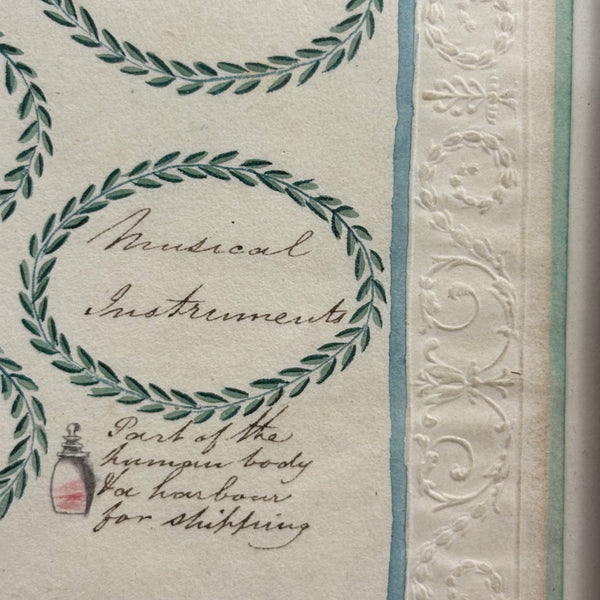 Musical
Instruments
Part of the
human body
& a harbour
for shipping